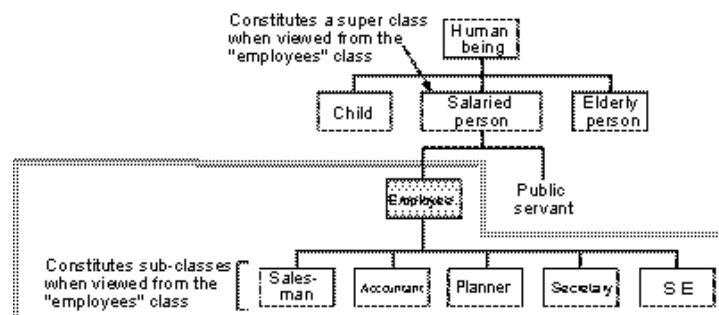 Constitutes a super class
when viewed from the
"employees" class
Human
being
Child
Salaried
person
Elderly
person
Employee
Public
servant
Constitutes sub-classes
when viewed from the
"employees" class
Sales-
man
Accountant
Planner
Secretary
SE